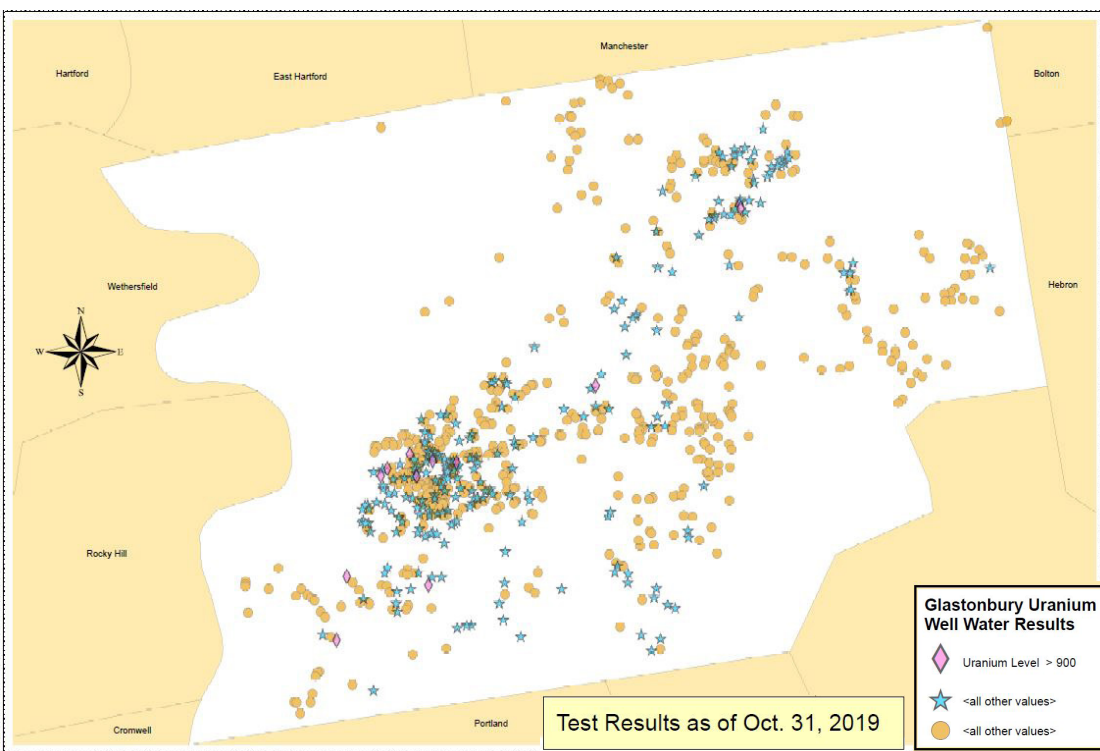 Manchester
Hartford
East Hartford
Bolton
Wethersfield
Hebron
N
W
E
S
Rocky Hill
Glastonbury Uranium
Well Water Results
Uranium Level > 900
<all other values>
<all other values>
Test Results as of Oct. 31, 2019
Portland
Cromwell